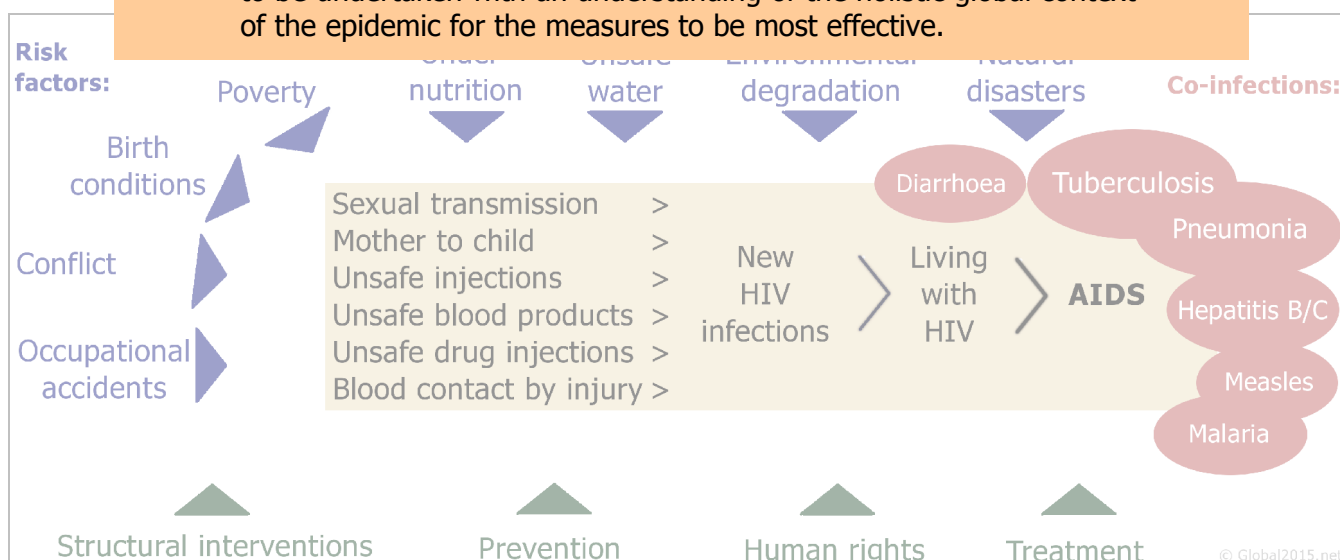 of the epidemic for the measures to be most effective.
Risk
factors:
Poverty
nutrition
water
degradation
disasters
Co-infections:
Birth
conditions
Conflict
Occupational
accidents
Sexual transmission >
Mother to child >
Unsafe injections >
Unsafe blood products >
Unsafe drug injections >
Blood contact by injury >
New
HIV
infections
Living
with
HIV
AIDS
Diarrhoea
Tuberculosis
Pneumonia
Hepatitis B/C
Measles
Malaria
Structural interventions
Prevention
Human rights
Treatment
© Global2015.net